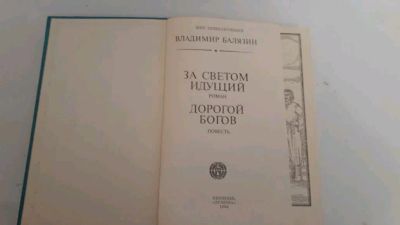 ВЛАДИМИР БАЛЯЗИН
ЗА СВЕТОМ
ИДУЩИЙ
РОМАН
ДОРОГОЙ
БОГОВ
ПОВЕСТЬ